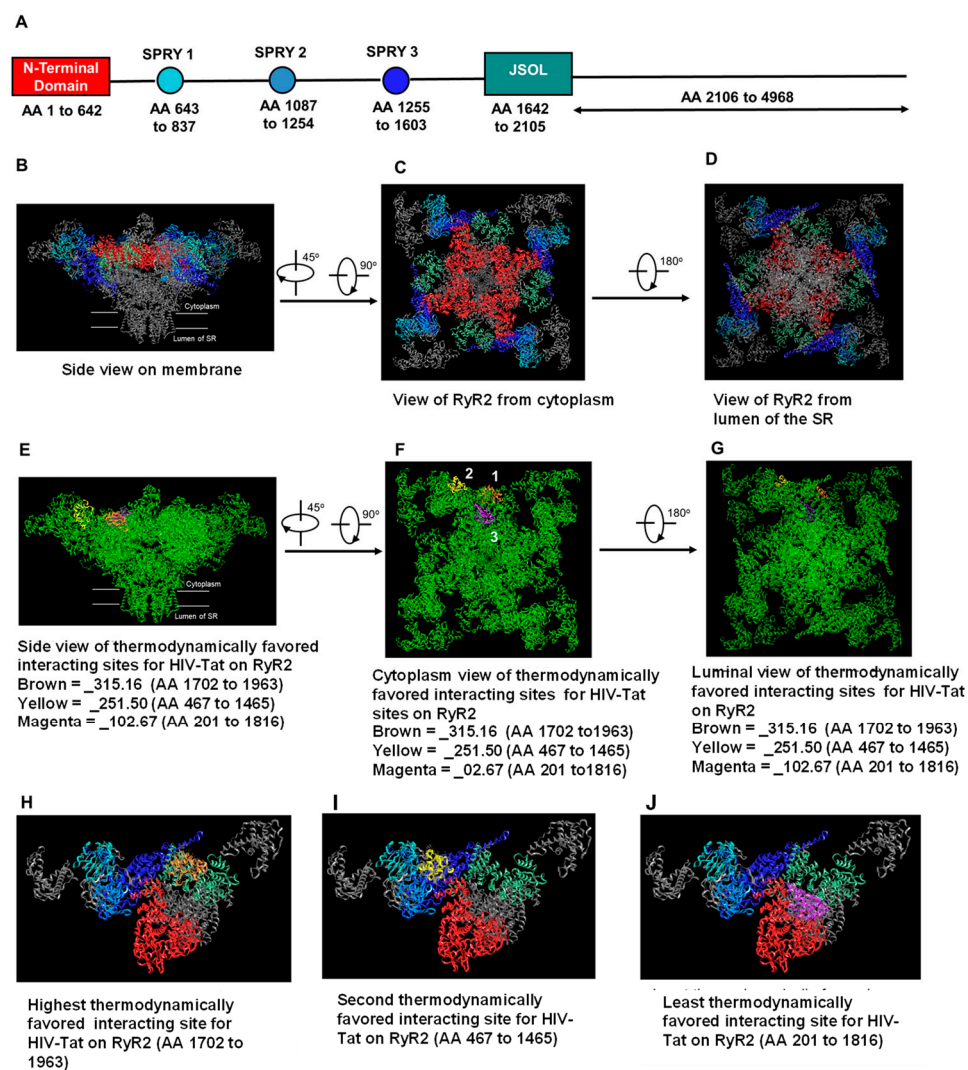 A
SPRY 1
SPRY 2
SPRY 3
N-Terminal
Domain
JSOL
AA 1 to 642
AA 643
to 837
AA 1087
to 1254
AA 1255
to 1603
AA 1642
to 2105
AA 2106 to 4968
B
C
D
45º
90º
180º
Cytoplasm
Lumen of SR
Side view on membrane
View of RyR2 from cytoplasm
View of RyR2 from
lumen of the SR
E
F
G
2
1
3
45º
90º
180º
Cytoplasm
Lumen of SR
Side view of thermodynamically favored
interacting sites for HIV-Tat on RyR2
Brown = _315.16 (AA 1702 to 1963)
Yellow = _251.50 (AA 467 to 1465)
Magenta = _102.67 (AA 201 to 1816)
Cytoplasm view of thermodynamically
favored interacting sites for HIV-Tat
sites on RyR2
Brown = _315.16 (AA 1702 to1963)
Yellow = _251.50 (AA 467 to 1465)
Magenta = _02.67 (AA 201 to1816)
Luminal view of thermodynamically
favored interacting sites for HIV-Tat
on RyR2
Brown = _315.16 (AA 1702 to 1963)
Yellow = _251.50 (AA 467 to 1465)
Magenta = _102.67 (AA 201 to 1816)
H
I
J
Highest thermodynamically
favored interacting site for
HIV-Tat on RyR2 (AA 1702 to
1963)
Second thermodynamically
favored interacting site for HIV-
Tat on RyR2 (AA 467 to 1465)
Least thermodynamically
favored interacting site for HIV-
Tat on RyR2 (AA 201 to 1816)